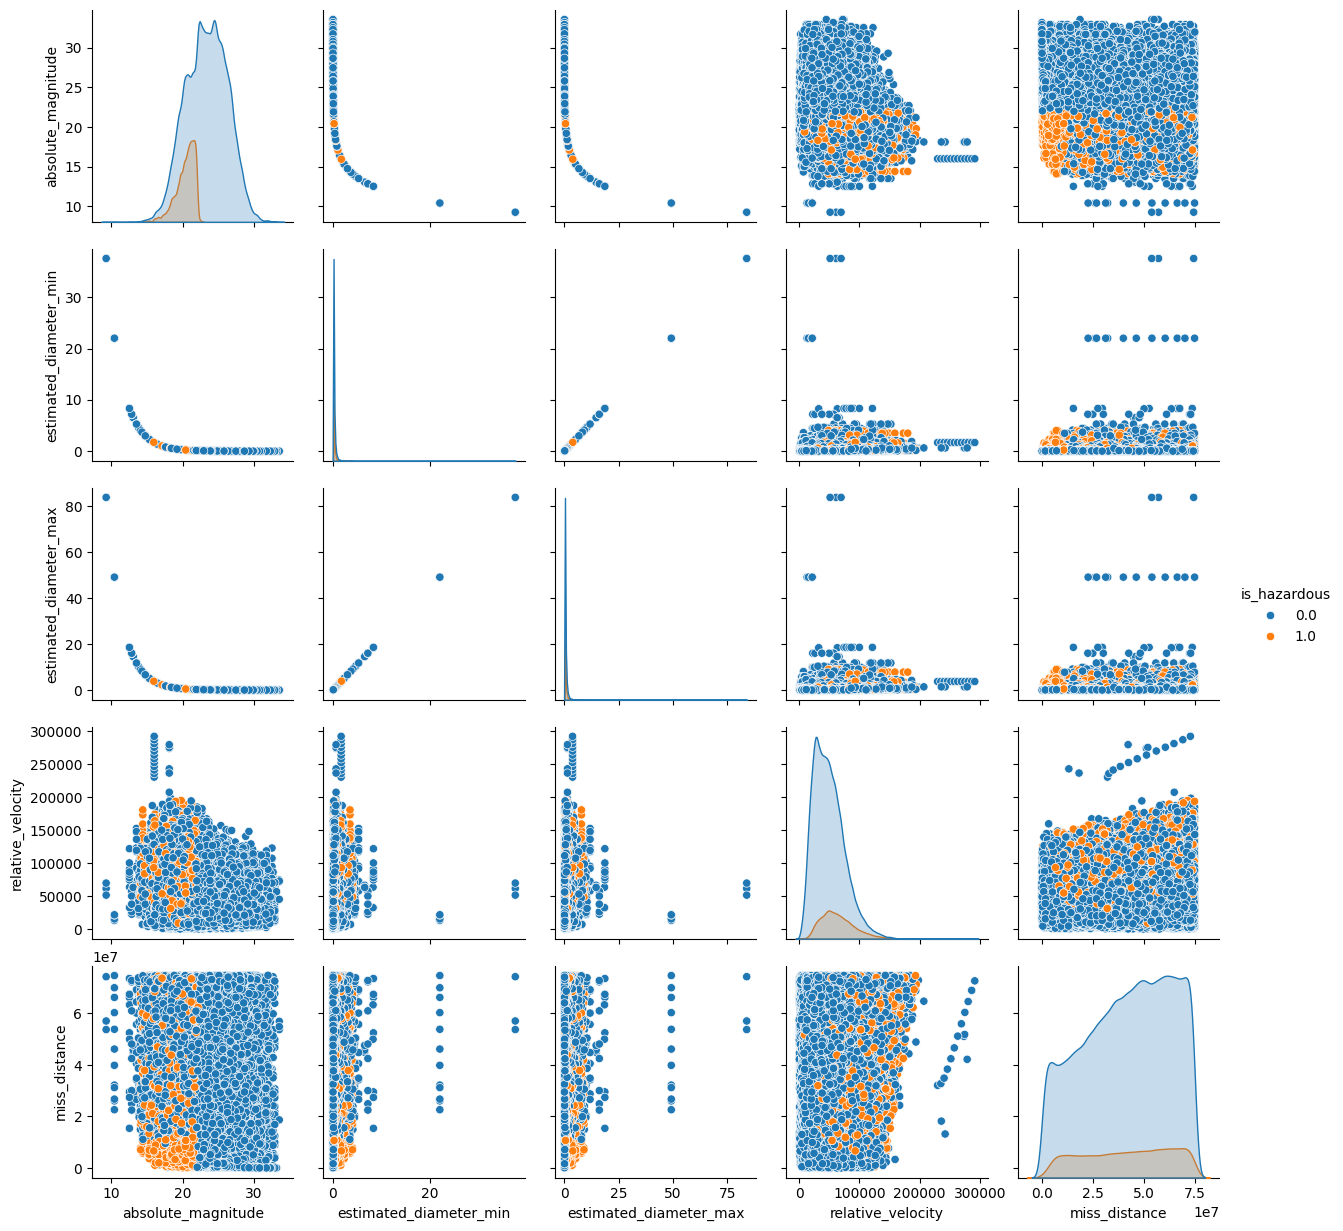 absolute_magnitude
30
25
20
15
10
estimated_diameter_min
30
20
10
0
estimated_diameter_max
80
60
40
20
0
is_hazardous
0.0
1.0
relative_velocity
300000
250000
200000
150000
100000
50000
0
1e7
miss_distance
6
4
2
0
10 20 30
absolute_magnitude
0 20
estimated_diameter_min
0 25 50 75
estimated_diameter_max
0 100000 200000 300000
relative_velocity
0.0 2.5 5.0 7.5
1e7
miss_distance